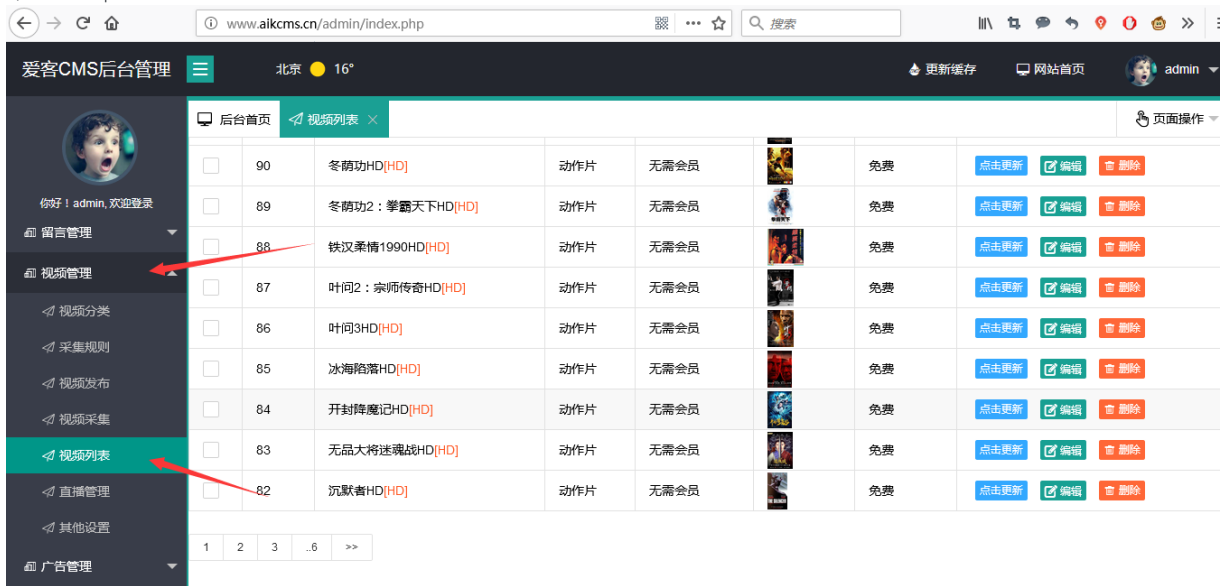 www.aikcms.cn/admin/index.php
搜索
爱客CMS后台管理
北京 16°
更新缓存
网站首页
admin
后台首页
视频列表
页面操作
你好！admin, 欢迎登录
留言管理
视频管理
视频分类
采集规则
视频发布
视频采集
视频列表
直播管理
其他设置
广告管理
90 冬荫功HD[HD] 动作片 无需会员 免费 点击更新 编辑 删除
89 冬荫功2：拳霸天下HD[HD] 动作片 无需会员 免费 点击更新 编辑 删除
88 铁汉柔情1990HD[HD] 动作片 无需会员 免费 点击更新 编辑 删除
87 叶问2：宗师传奇HD[HD] 动作片 无需会员 免费 点击更新 编辑 删除
86 叶问3HD[HD] 动作片 无需会员 免费 点击更新 编辑 删除
85 冰海陷落HD[HD] 动作片 无需会员 免费 点击更新 编辑 删除
84 开封降魔记HD[HD] 动作片 无需会员 免费 点击更新 编辑 删除
83 无品大将迷魂战HD[HD] 动作片 无需会员 免费 点击更新 编辑 删除
82 沉默者HD[HD] 动作片 无需会员 免费 点击更新 编辑 删除
1 2 3 ..6 >>